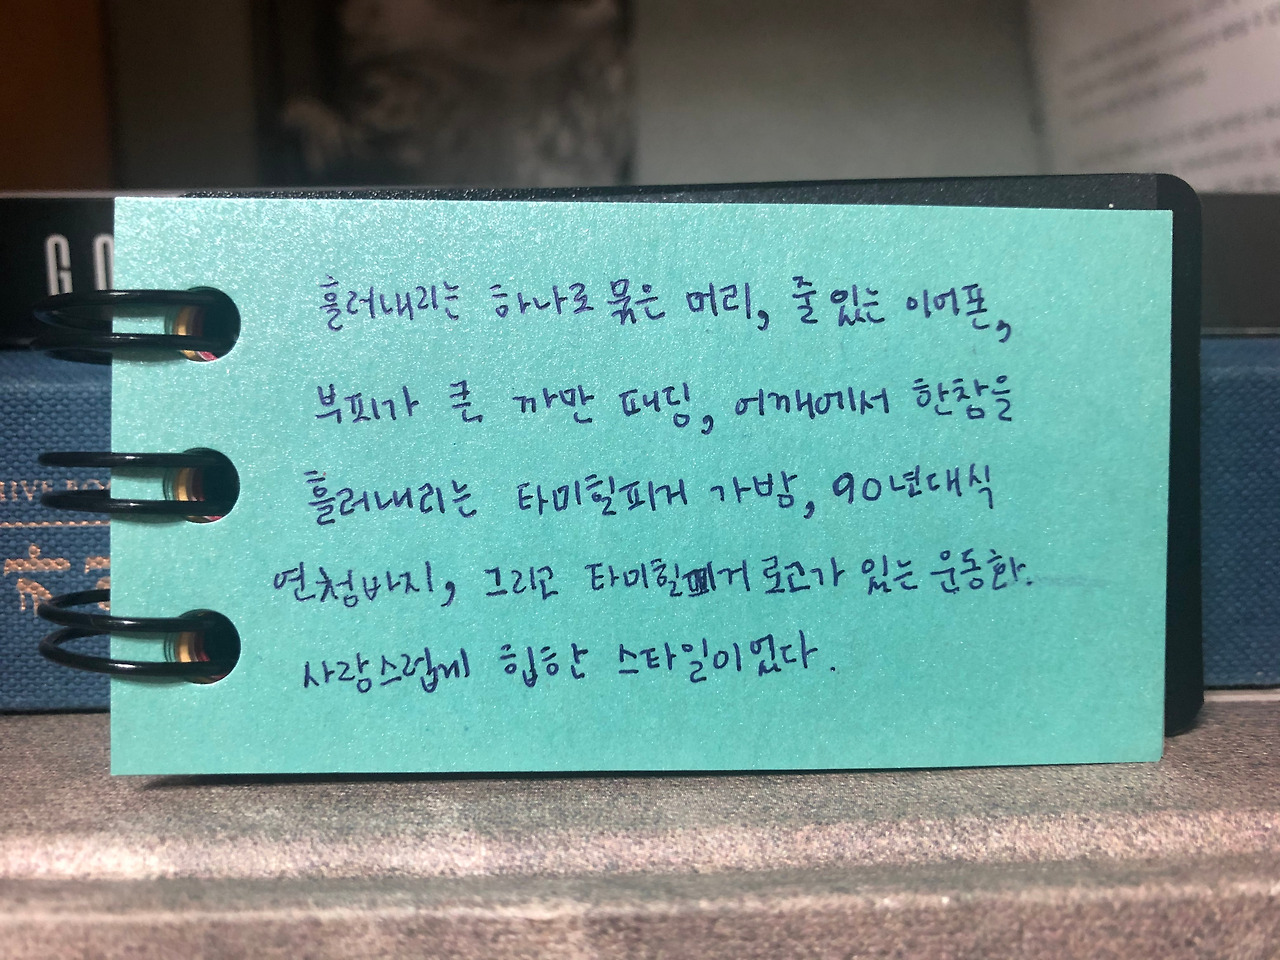 GO
흘러내리는 하나로 묶은 머리, 줄 있는 이어폰,
부피가 큰 까만 패딩, 어깨에서 한참을
흘러내리는 타미힐피거 가방, 90년대식
연청바지, 그리고 타미힐피거 로고가 있는 운동화.
사랑스럽게 힙한 스타일이었다.